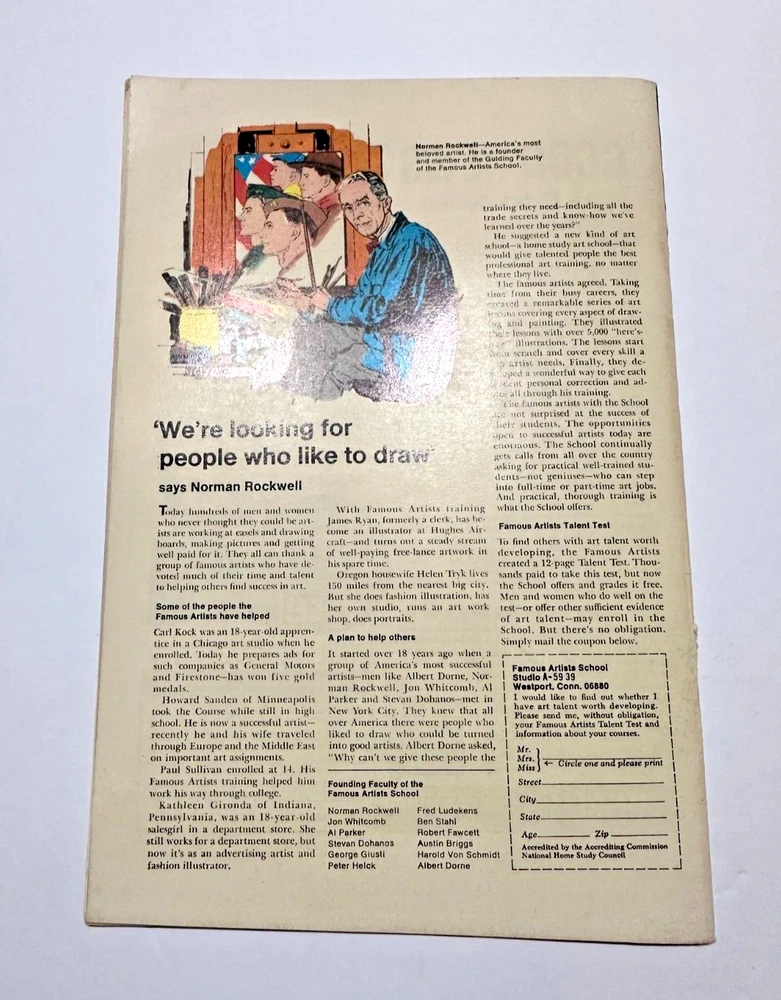 Norman Rockwell—America's most
beloved artist. He is a founder
and member of the Guiding Faculty
of the Famous Artists School.
'We're looking for
people who like to draw'
says Norman Rockwell
Today hundreds of men and women
who never thought they could be art-
ists are working at easels and drawing
boards, making pictures and getting
well paid for it. They all can thank a
group of famous artists who have de-
voted much of their time and talent
to helping others find success in art.
Some of the people the
Famous Artists have helped
Carl Kock was an 18-year-old appren-
tice in a Chicago art studio when he
enrolled. Today he prepares ads for
such companies as General Motors
and Firestone—has won five gold
medals.
Howard Sanden of Minneapolis
took the Course while still in high
school. He is now a successful artist—
recently he and his wife traveled
through Europe and the Middle East
on important art assignments.
Paul Sullivan enrolled at 14. His
Famous Artists training helped him
work his way through college.
Kathleen Gironda of Indiana,
Pennsylvania, was an 18-year-old
salesgirl in a department store. She
still works for a department store, but
now it's as an advertising artist and
fashion illustrator.
With Famous Artists training
James Ryan, formerly a clerk, has be-
come an illustrator at Hughes Air-
craft—and turns out a steady stream
of well-paying free-lance artwork in
his spare time.
Oregon housewife Helen Tryk lives
150 miles from the nearest big city.
But she does fashion illustration, has
her own studio, runs an art work
shop, does portraits.
A plan to help others
It started over 18 years ago when a
group of America's most successful
artists—men like Albert Dorne, Nor-
man Rockwell, Jon Whitcomb, Al
Parker and Stevan Dohanos—met in
New York City. They knew that all
over America there were people who
liked to draw who could be turned
into good artists. Albert Dorne asked,
"Why can't we give these people the
Founding Faculty of the
Famous Artists School
Norman Rockwell
Jon Whitcomb
Al Parker
Stevan Dohanos
George Giusti
Peter Helck
Fred Ludekens
Ben Stahl
Robert Fawcett
Austin Briggs
Harold Von Schmidt
Albert Dorne
training they need—including all the
trade secrets and know-how we've
learned over the years?"
He suggested a new kind of art
school—a home study art school—that
would give talented people the best
professional art training, no matter
where they live.
The famous artists agreed. Taking
time from their busy careers, they
created a remarkable series of art
lessons covering every aspect of draw-
ing and painting. They illustrated
their lessons with over 5,000 "here's-
illustrations. The lessons start
from scratch and cover every skill
artist needs. Finally, they de-
a wonderful way to give each
student personal correction and ad-
all through his training.
The famous artists with the School
are not surprised at the success of
their students. The opportunities
open to successful artists today are
enormous. The School continually
gets calls from all over the country
asking for practical well-trained stu-
dents—not geniuses—who can step
into full-time or part-time art jobs.
And practical, thorough training is
what the School offers.
Famous Artists Talent Test
To find others with art talent worth
developing, the Famous Artists
created a 12-page Talent Test. Thou-
sands paid to take this test, but now
the School offers and grades it free.
Men and women who do well on the
test—or offer other sufficient evidence
of art talent—may enroll in the
School. But there's no obligation.
Simply mail the coupon below.
Famous Artists School
Studio A-5939
Westport, Conn. 06880
I would like to find out whether I
have art talent worth developing.
Please send me, without obligation,
your Famous Artists Talent Test and
information about your courses.
Mr.
Mrs.
Miss
← Circle one and please print
Street
City
State
Age Zip
Accredited by the Accrediting Commission
National Home Study Council